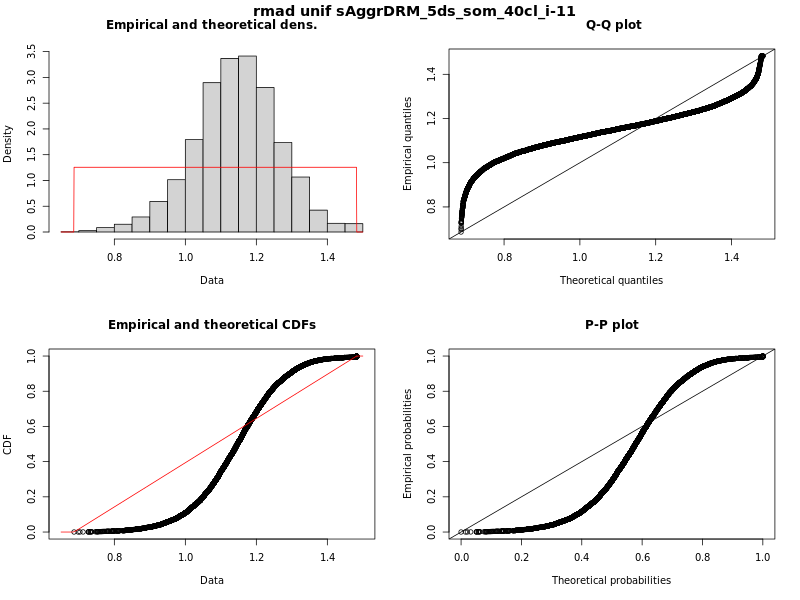 rmad unif sAggrDRM_5ds_som_40cl_i-11
Empirical and theoretical dens.
Density
0.0 0.5 1.0 1.5 2.0 2.5 3.0 3.5
0.8 1.0 1.2 1.4
Data
Q-Q plot
Empirical quantiles
0.8 1.0 1.2 1.4
0.8 1.0 1.2 1.4
Theoretical quantiles
Empirical and theoretical CDFs
CDF
0.0 0.2 0.4 0.6 0.8 1.0
0.8 1.0 1.2 1.4
Data
P-P plot
Empirical probabilities
0.0 0.2 0.4 0.6 0.8 1.0
0.0 0.2 0.4 0.6 0.8 1.0
Theoretical probabilities